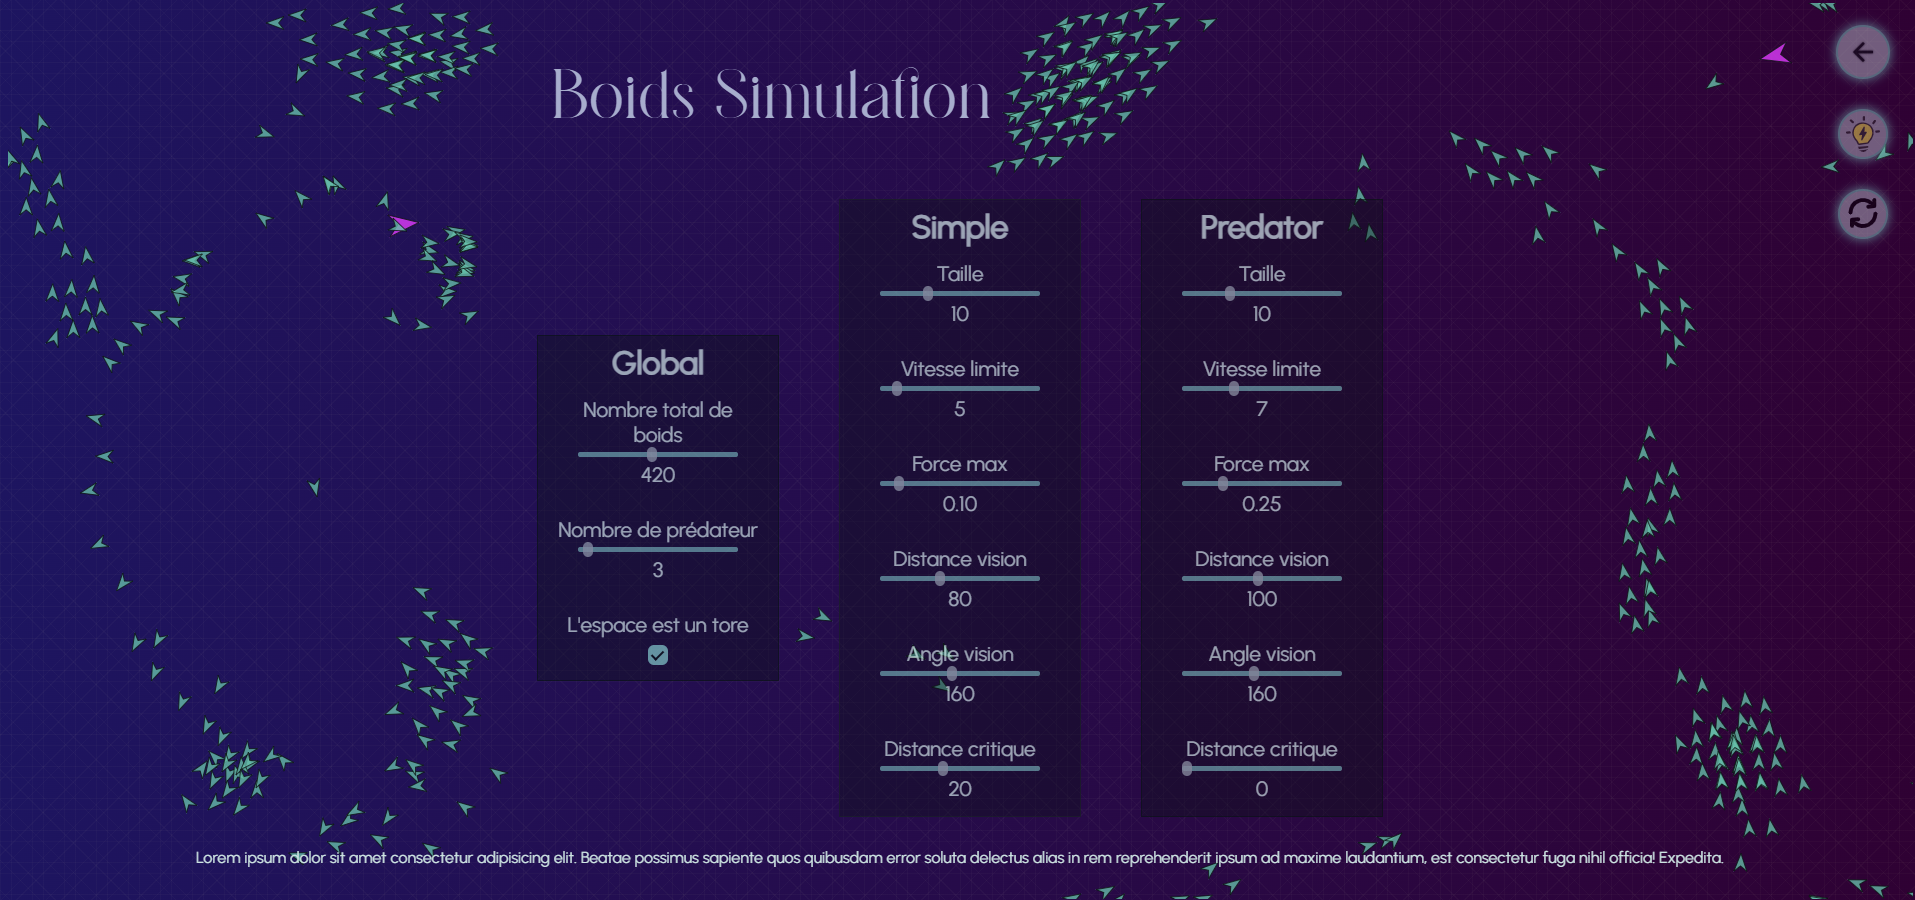 Boids Simulation
Global
Nombre total de
boids
420
Nombre de prédateur
3
L'espace est un tore
Simple
Taille
10
Vitesse limite
5
Force max
0.10
Distance vision
80
Angle vision
160
Distance critique
20
Predator
Taille
10
Vitesse limite
7
Force max
0.25
Distance vision
100
Angle vision
160
Distance critique
0
Lorem ipsum dolor sit amet consectetur adipisicing elit. Beatae possimus sapiente quos quibusdam error soluta delectus alias in rem reprehenderit ipsum ad maxime laudantium, est consectetur fuga nihil officia! Expedita.